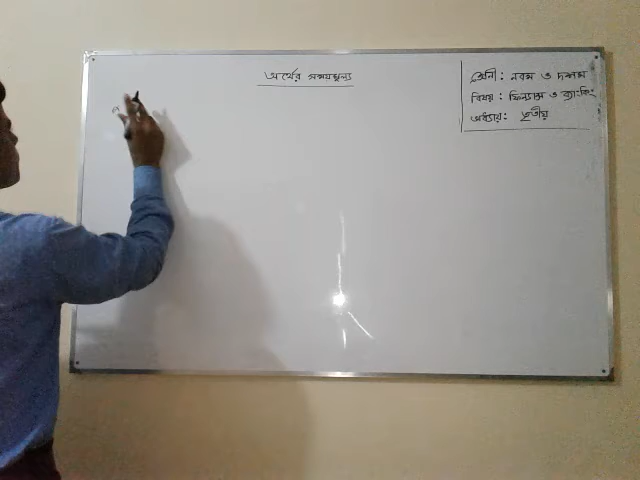 অর্থের সময়মূল্য
শ্রেনী : নবম ও দশম
বিষয় : ফিন্যান্স ও ব্যাংকিং
অধ্যায় : তৃতীয়